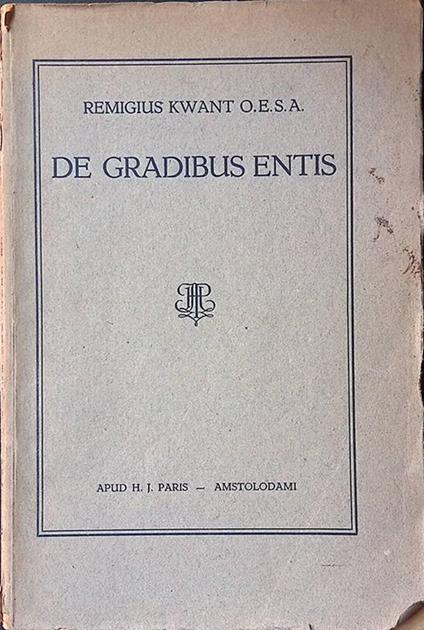 REMIGIUS KWANT O.E.S.A.
DE GRADIBUS ENTIS
APUD H. J. PARIS — AMSTOLODAMI